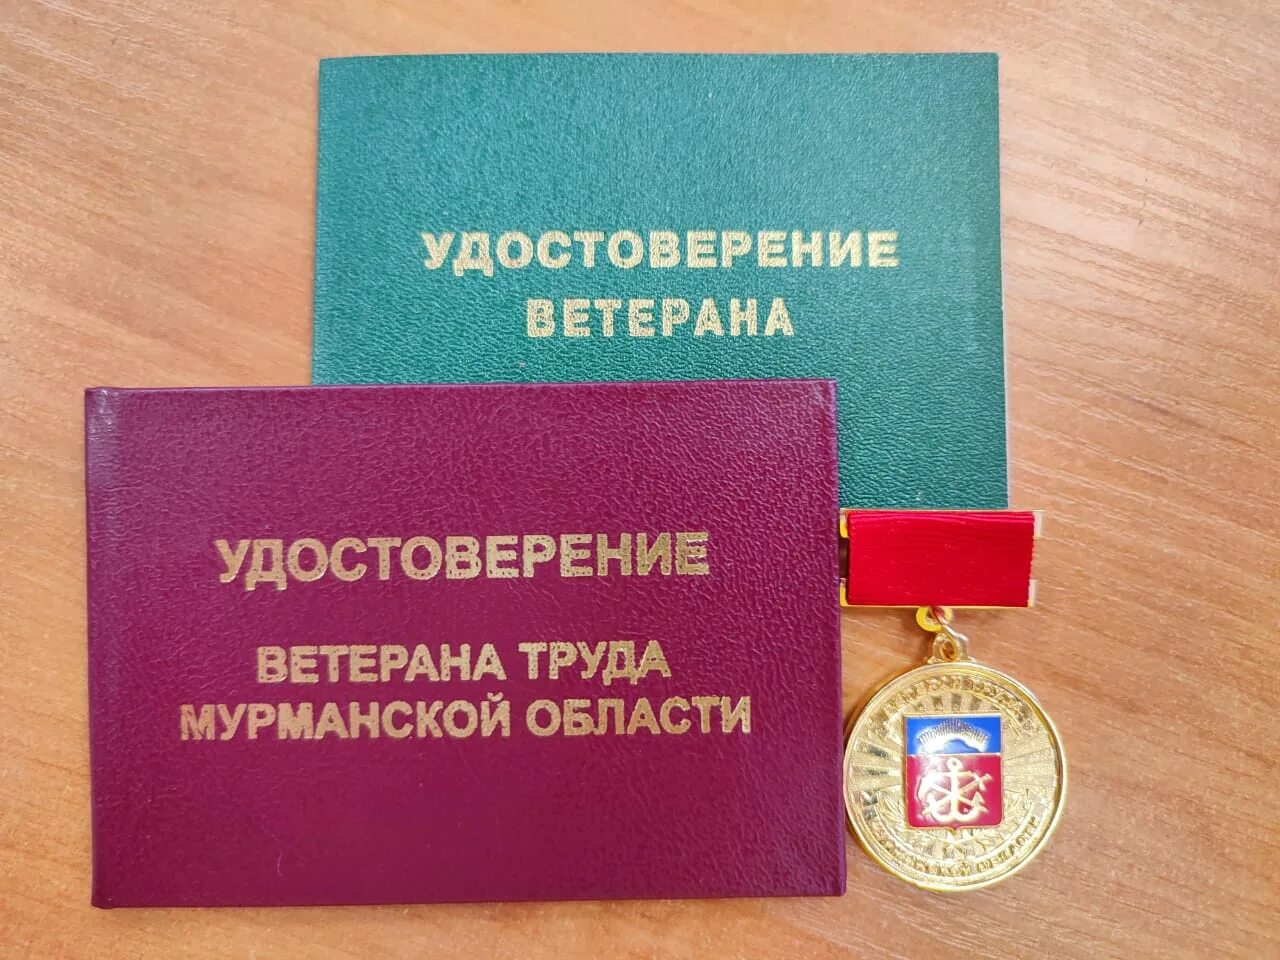 УДОСТОВЕРЕНИЕ
ВЕТЕРАНА
УДОСТОВЕРЕНИЕ
ВЕТЕРАНА ТРУДА
МУРМАНСКОЙ ОБЛАСТИ